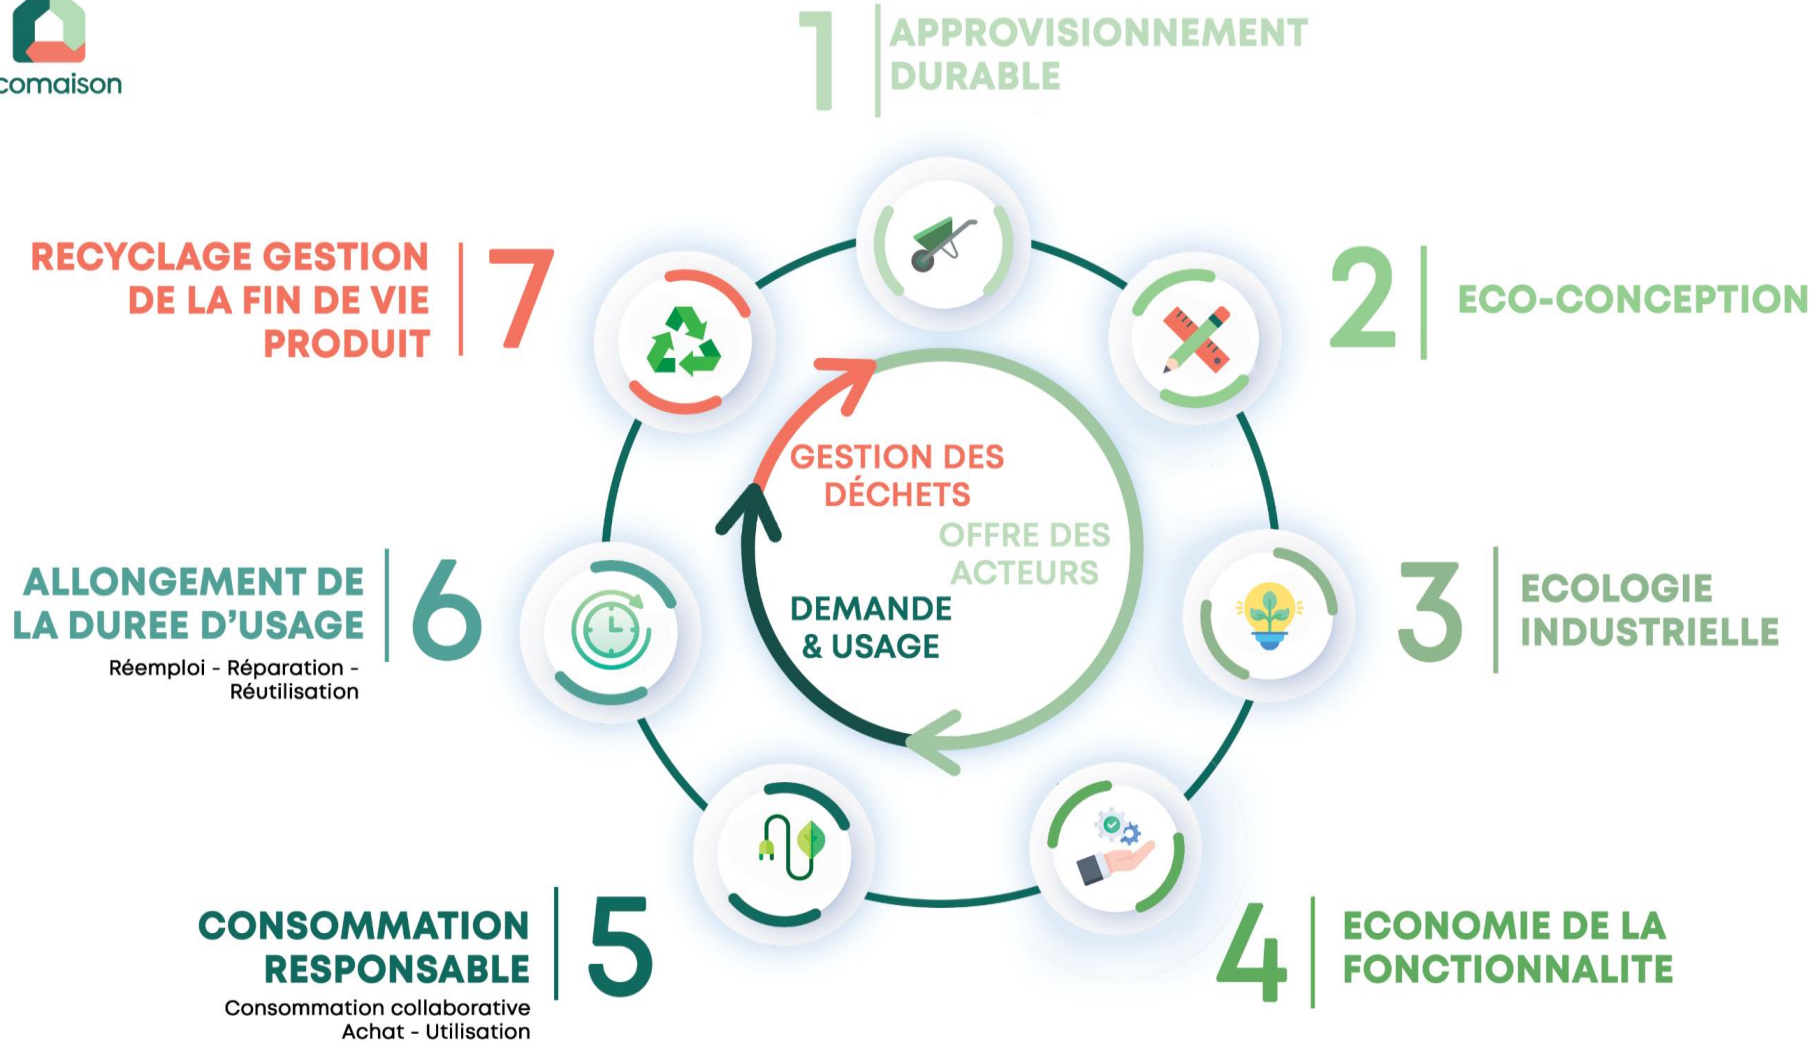 comaison
1
APPROVISIONNEMENT
DURABLE
2
ECO-CONCEPTION
3
ECOLOGIE
INDUSTRIELLE
4
ECONOMIE DE LA
FONCTIONNALITE
5
CONSOMMATION
RESPONSABLE
Consommation collaborative
Achat - Utilisation
6
ALLONGEMENT DE
LA DUREE D'USAGE
Réemploi - Réparation -
Réutilisation
7
RECYCLAGE GESTION
DE LA FIN DE VIE
PRODUIT
GESTION DES
DÉCHETS
OFFRE DES
ACTEURS
DEMANDE
& USAGE